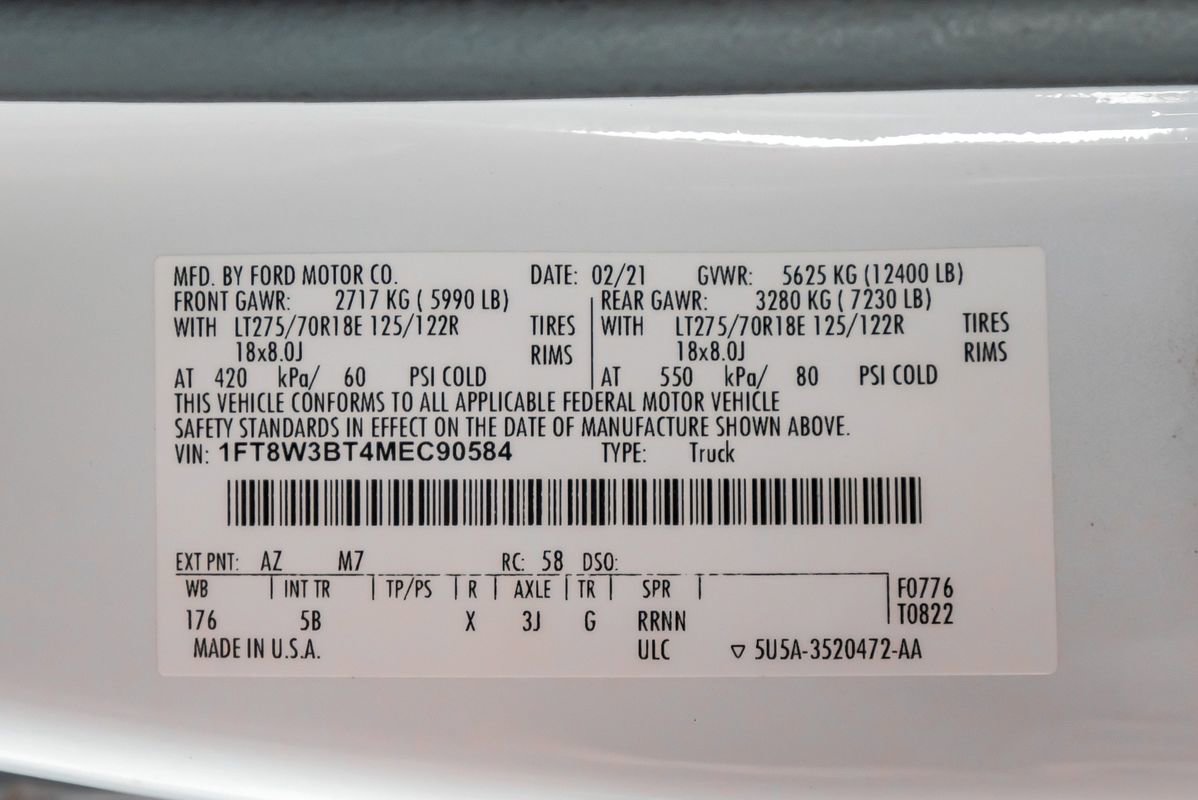 MFD. BY FORD MOTOR CO. DATE: 02/21 GVWR: 5625 KG (12400 LB)
FRONT GAWR: 2717 KG ( 5990 LB) REAR GAWR: 3280 KG ( 7230 LB)
WITH LT275/70R18E 125/122R TIRES WITH LT275/70R18E 125/122R TIRES
18x8.0J RIMS 18x8.0J RIMS
AT 420 kPa/ 60 PSI COLD AT 550 kPa/ 80 PSI COLD
THIS VEHICLE CONFORMS TO ALL APPLICABLE FEDERAL MOTOR VEHICLE
SAFETY STANDARDS IN EFFECT ON THE DATE OF MANUFACTURE SHOWN ABOVE.
VIN: 1FT8W3BT4MEC90584 TYPE: Truck
EXT PNT: AZ M7 RC: 58 DSO:
WB INT TR TP/PS R AXLE TR SPR F0776
176 5B X 3J G RRNN T0822
MADE IN U.S.A. ULC ▽ 5U5A-3520472-AA